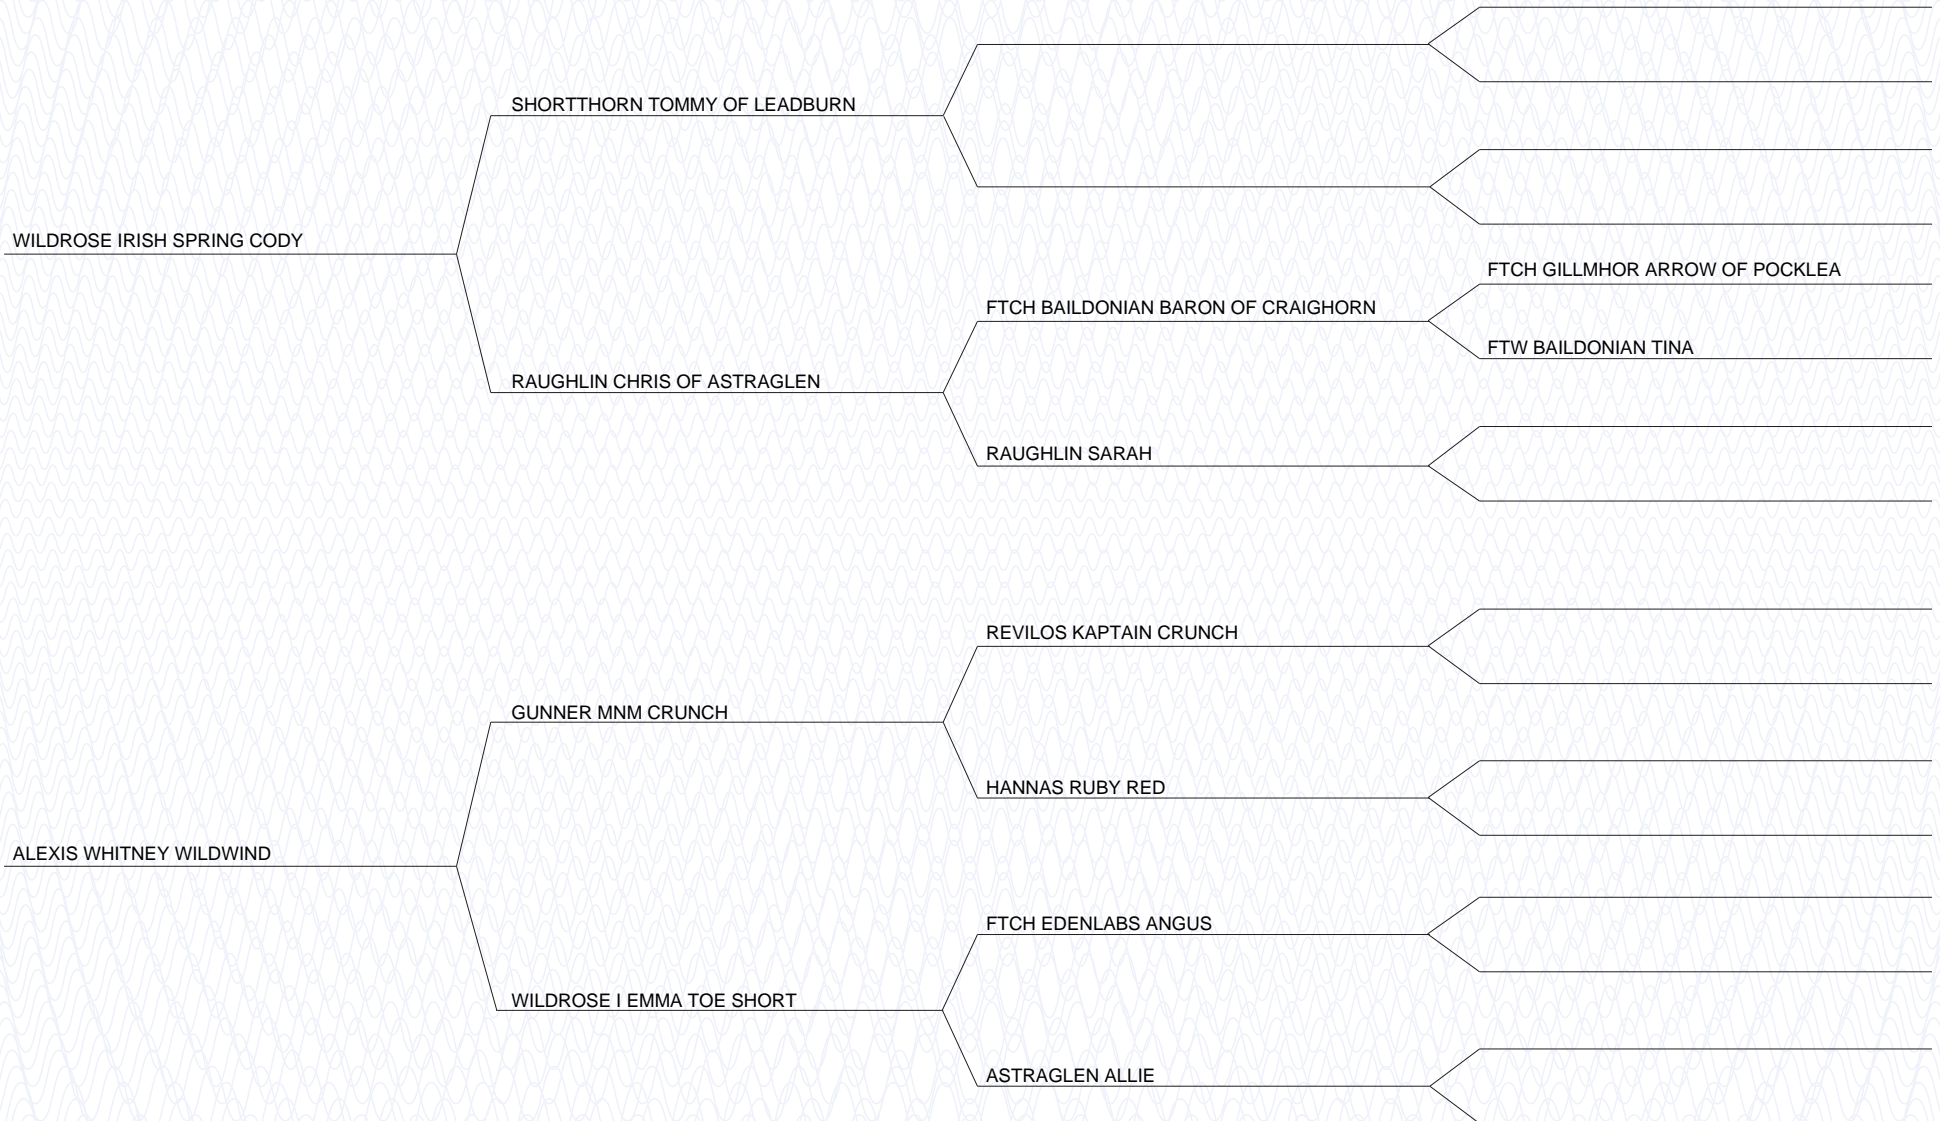 SHORTTHORN TOMMY OF LEADBURN
WILDROSE IRISH SPRING CODY
FTCH GILLMHOR ARROW OF POCKLEA
FTCH BAILDONIAN BARON OF CRAIGHORN
FTW BAILDONIAN TINA
RAUGHLIN CHRIS OF ASTRAGLEN
RAUGHLIN SARAH
REVILOS KAPTAIN CRUNCH
GUNNER MNM CRUNCH
HANNAS RUBY RED
ALEXIS WHITNEY WILDWIND
FTCH EDENLABS ANGUS
WILDROSE I EMMA TOE SHORT
ASTRAGLEN ALLIE